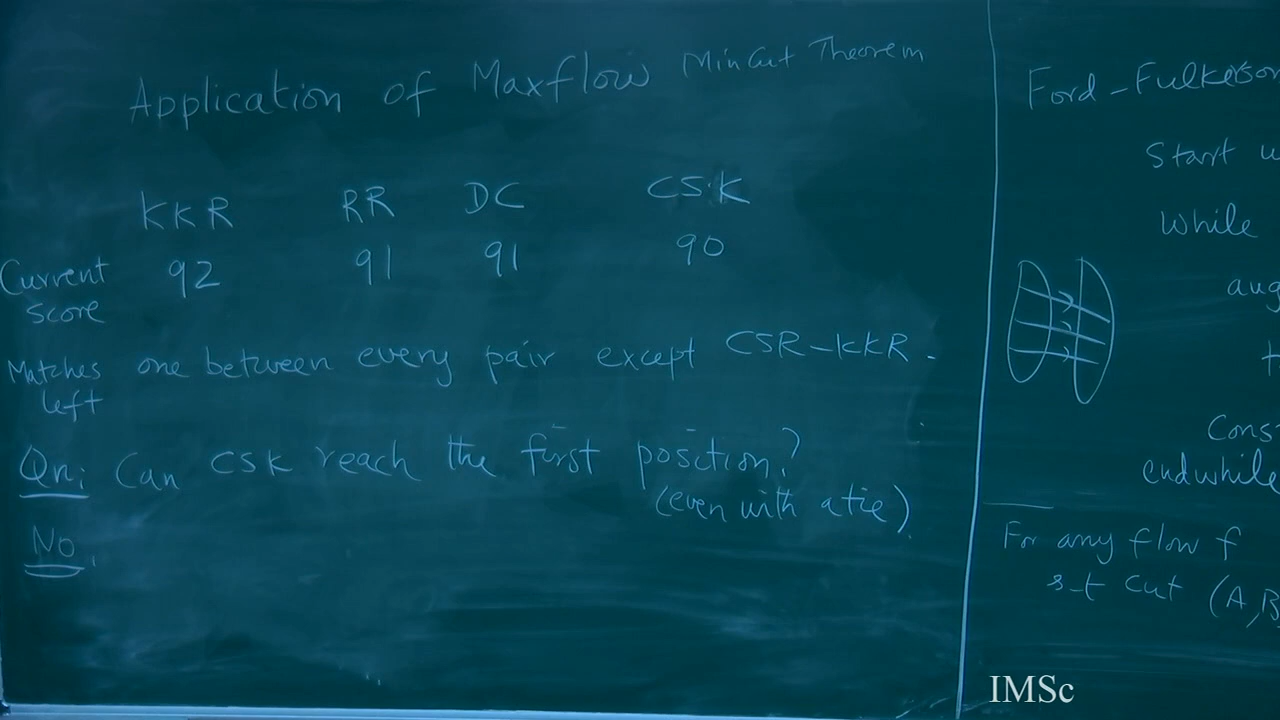 Application of Maxflow MinCut Theorem
KKR RR DC CSK
Current score 92 91 91 90
Matches left one between every pair except CSR-KKR.
Qn: Can CSK reach the first position?
(even with a tie)
No.
Ford-Fulkerson
Start
While
aug
Cons
endwhile
For any flow f
s-t cut (A,B
IMSc